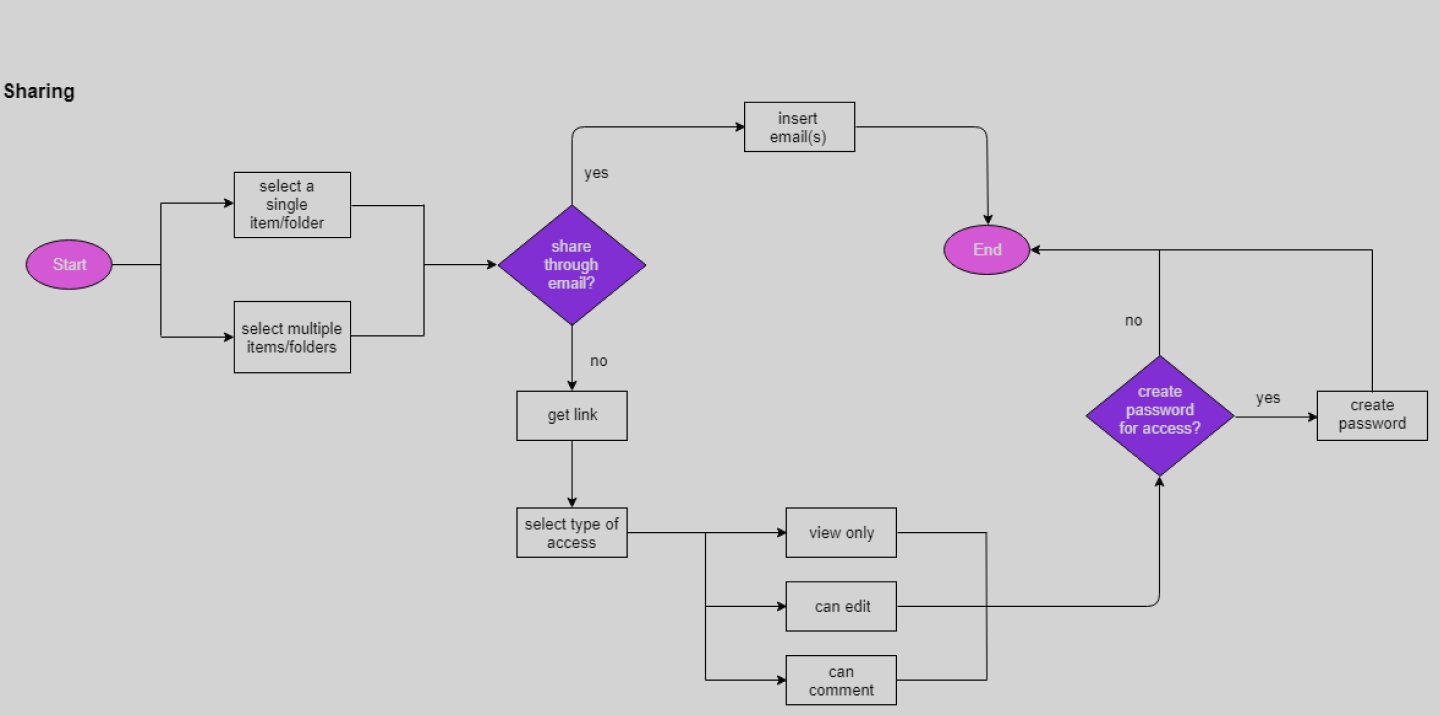 Sharing
Start
select a
single
item/folder
select multiple
items/folders
share
through
email?
yes
insert
email(s)
End
no
get link
select type of
access
view only
can edit
can
comment
create
password
for access?
no
yes
create
password